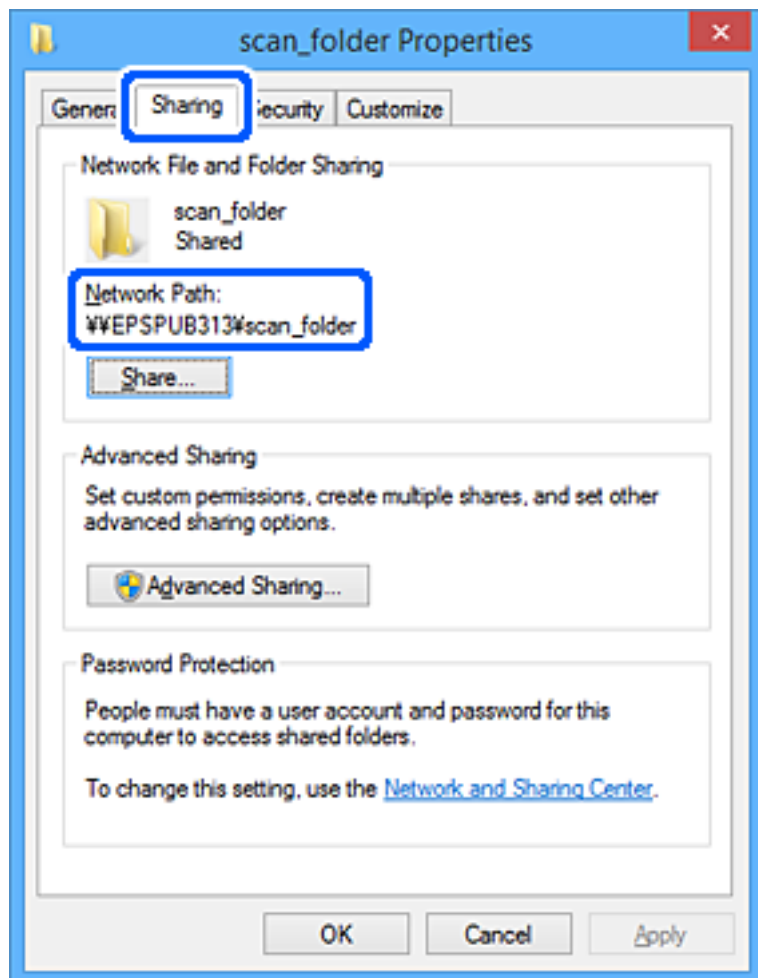 scan_folder Properties
Sharing
Customize
Network File and Folder Sharing
scan_folder
Shared
Network Path:
¥¥EPSPUB313¥scan_folder
Share...
Advanced Sharing
Set custom permissions, create multiple shares, and set other
advanced sharing options.
Advanced Sharing...
Password Protection
People must have a user account and password for this
computer to access shared folders.
To change this setting, use the Network and Sharing Center.
OK Cancel Apply